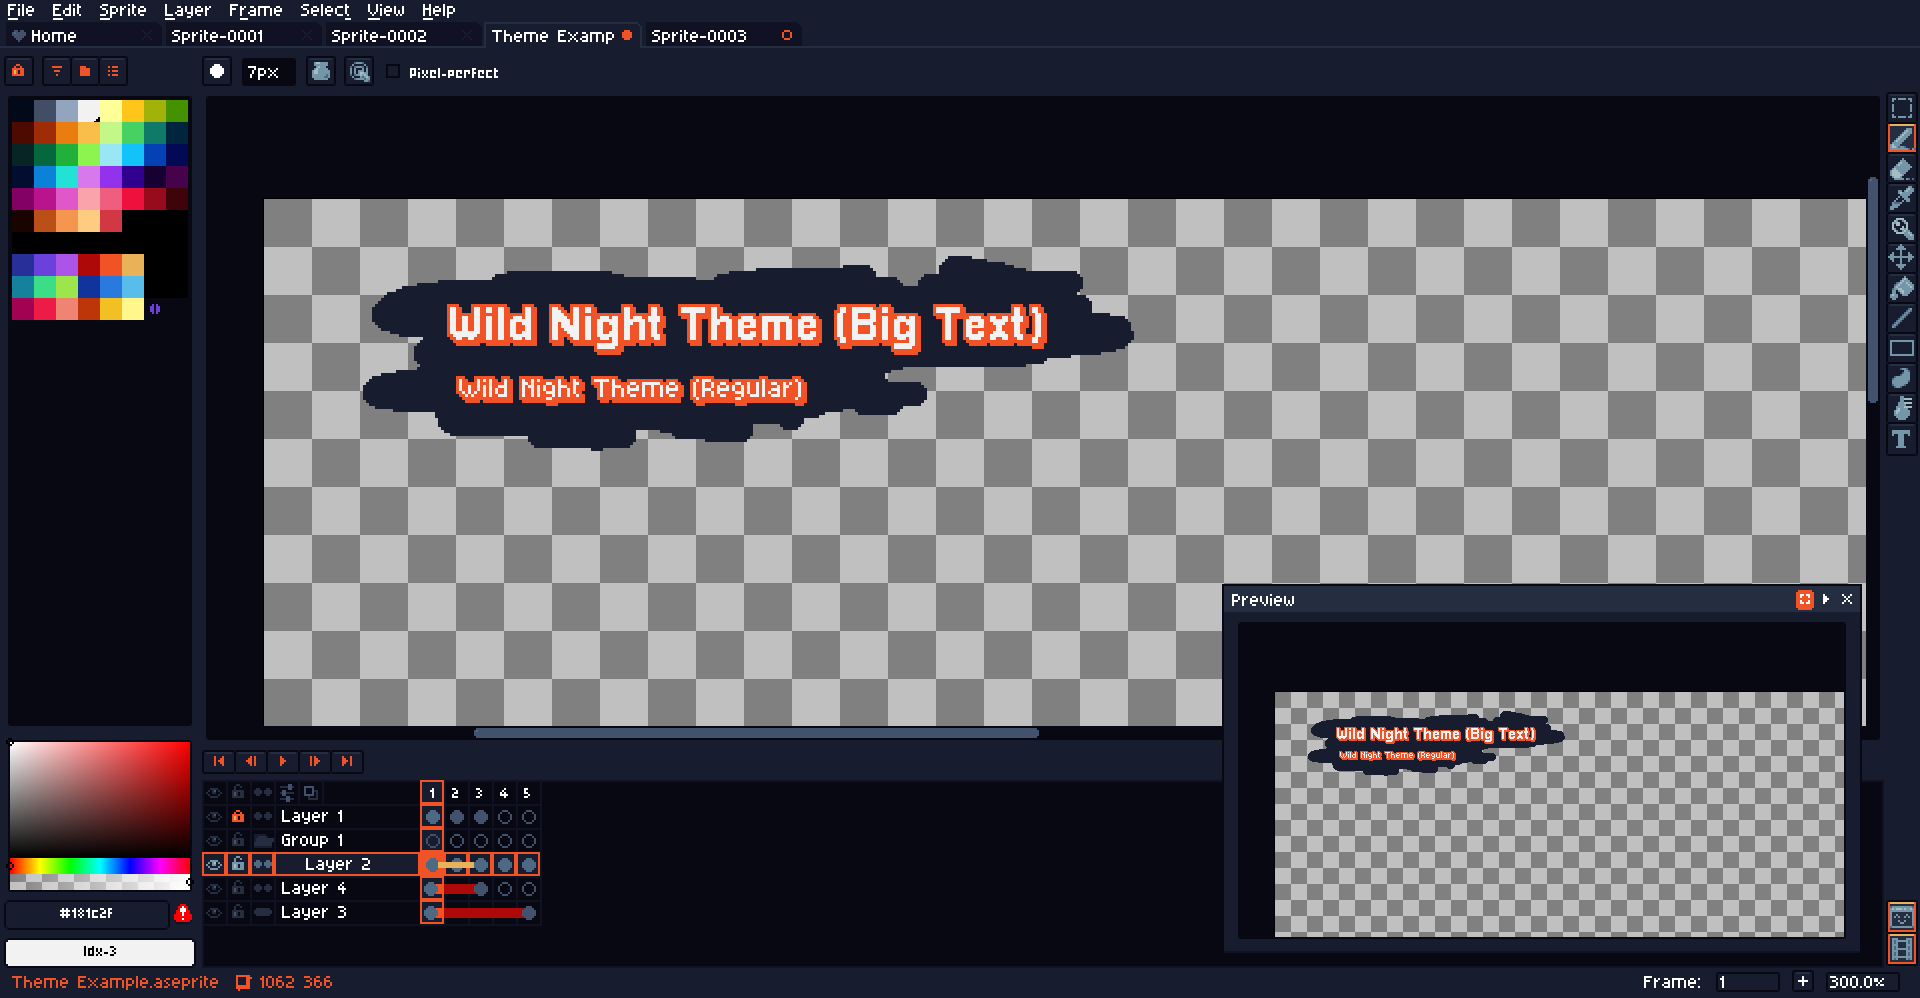 File Edit Sprite Layer Frame Select View Help
Home Sprite-0001 Sprite-0002 Theme Examp Sprite-0003
7px Pixel-perfect
Wild Night Theme (Big Text)
Wild Night Theme (Regular)
Preview
Wild Night Theme (Big Text)
Wild Night Theme (Regular)
1 2 3 4 5
Layer 1
Group 1
Layer 2
Layer 4
Layer 3
#181c2f
Idx-3
Theme Example.aseprite 1062 366 Frame: 1 + 300.0%